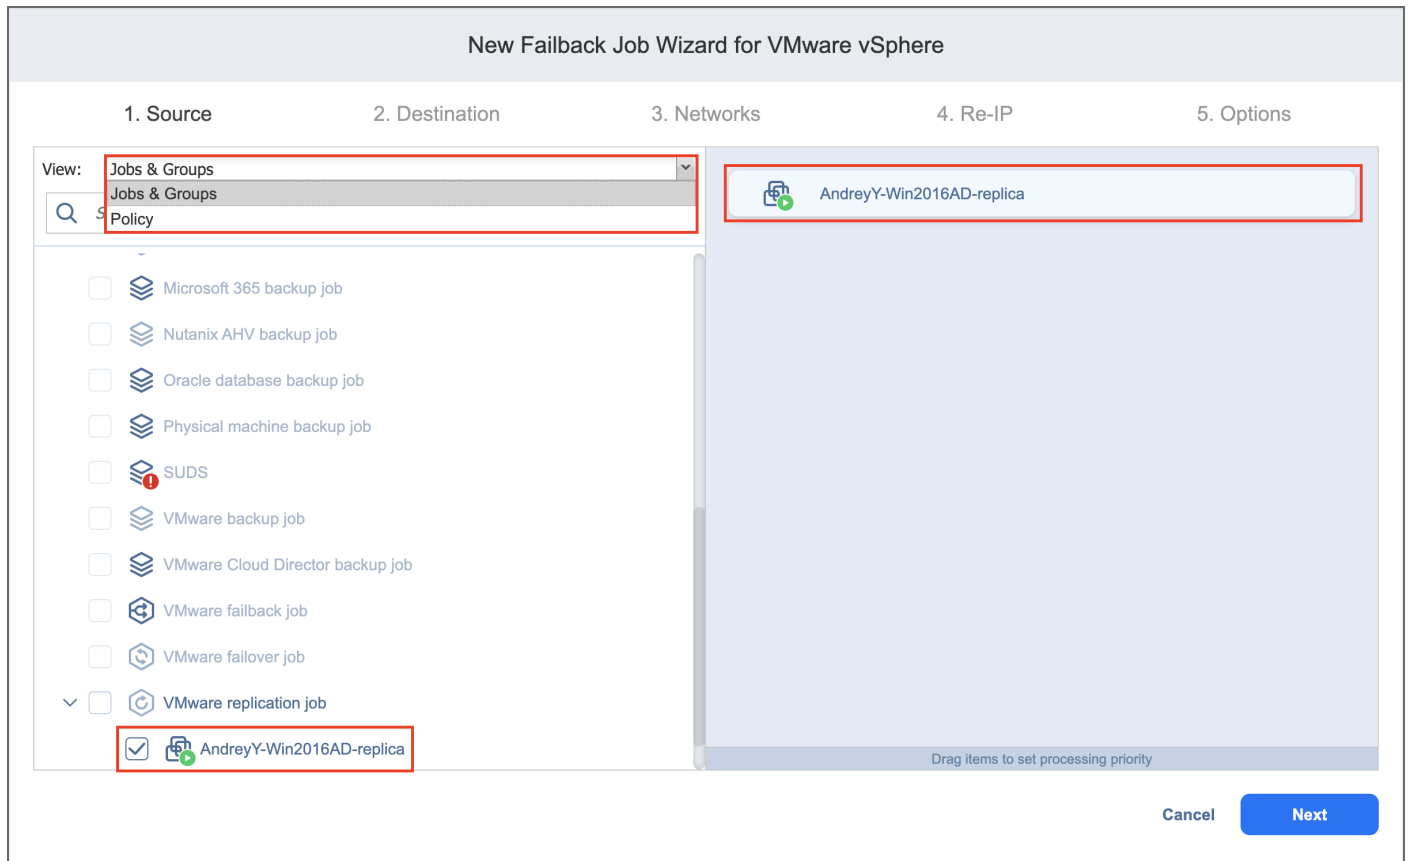 New Failback Job Wizard for VMware vSphere
1. Source
2. Destination
3. Networks
4. Re-IP
5. Options
View:
Jobs & Groups
Jobs & Groups
Policy
AndreyY-Win2016AD-replica
Microsoft 365 backup job
Nutanix AHV backup job
Oracle database backup job
Physical machine backup job
SUDS
VMware backup job
VMware Cloud Director backup job
VMware failback job
VMware failover job
VMware replication job
AndreyY-Win2016AD-replica
Drag items to set processing priority
Cancel
Next